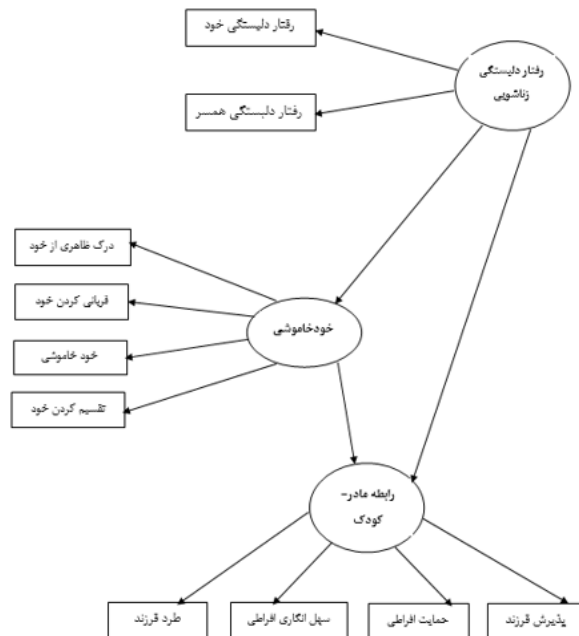 رفتار دلبستگی خود
رفتار دلبستگی
زناشویی
رفتار دلبستگی همسر
درک ظاهری از خود
قربانی کردن خود
خودخاموشی
خود خاموشی
تقسیم کردن خود
رابطه مادر-
کودک
پذیرش فرزند
حمایت افراطی
سهل انگاری افراطی
طرد فرزند